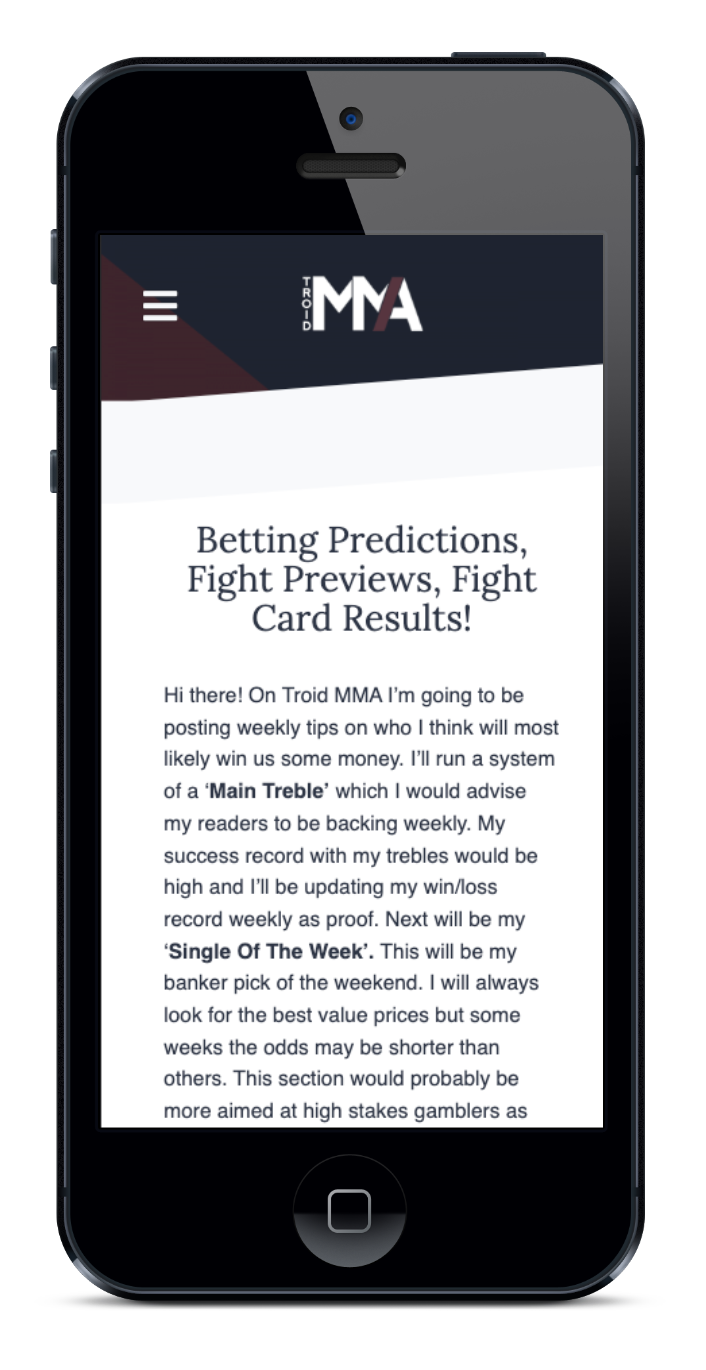 TROID MMA
Betting Predictions,
Fight Previews, Fight
Card Results!
Hi there! On Troid MMA I’m going to be
posting weekly tips on who I think will most
likely win us some money. I’ll run a system
of a ‘Main Treble’ which I would advise
my readers to be backing weekly. My
success record with my trebles would be
high and I’ll be updating my win/loss
record weekly as proof. Next will be my
‘Single Of The Week’. This will be my
banker pick of the weekend. I will always
look for the best value prices but some
weeks the odds may be shorter than
others. This section would probably be
more aimed at high stakes gamblers as